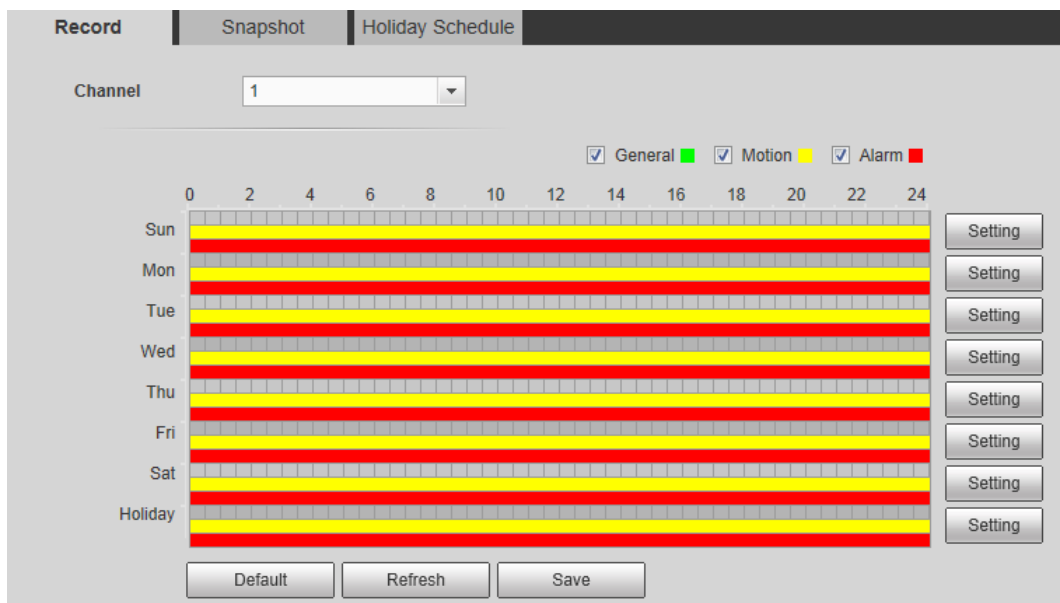 Record Snapshot Holiday Schedule
Channel 1
General Motion Alarm
0 2 4 6 8 10 12 14 16 18 20 22 24
Sun Setting
Mon Setting
Tue Setting
Wed Setting
Thu Setting
Fri Setting
Sat Setting
Holiday Setting
Default Refresh Save